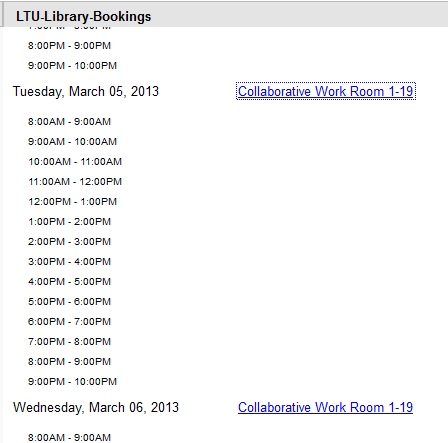 LTU-Library-Bookings
8:00PM - 9:00PM
9:00PM - 10:00PM
Tuesday, March 05, 2013 Collaborative Work Room 1-19
8:00AM - 9:00AM
9:00AM - 10:00AM
10:00AM - 11:00AM
11:00AM - 12:00PM
12:00PM - 1:00PM
1:00PM - 2:00PM
2:00PM - 3:00PM
3:00PM - 4:00PM
4:00PM - 5:00PM
5:00PM - 6:00PM
6:00PM - 7:00PM
7:00PM - 8:00PM
8:00PM - 9:00PM
9:00PM - 10:00PM
Wednesday, March 06, 2013 Collaborative Work Room 1-19
8:00AM - 9:00AM